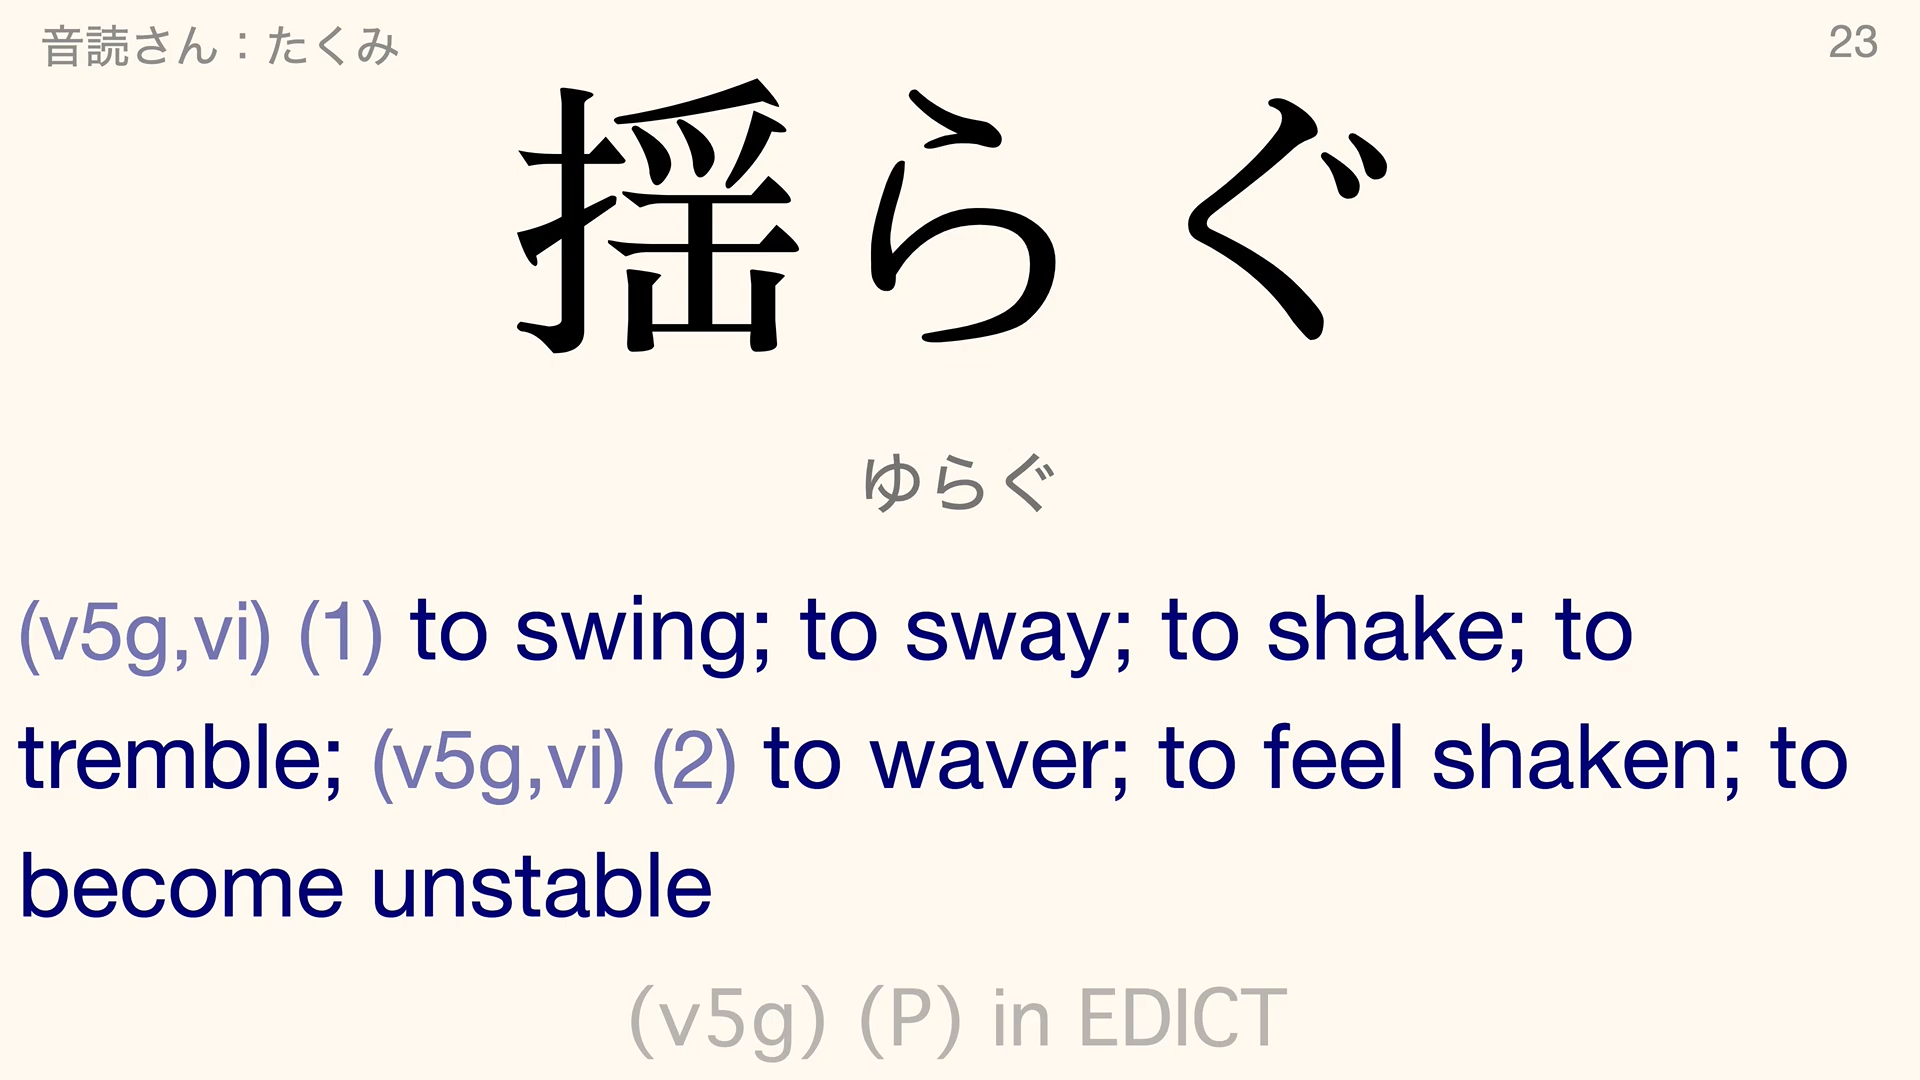 音読さん：たくみ
23
揺らぐ
ゆらぐ
(v5g,vi) (1) to swing; to sway; to shake; to
tremble; (v5g,vi) (2) to waver; to feel shaken; to
become unstable
(v5g) (P) in EDICT